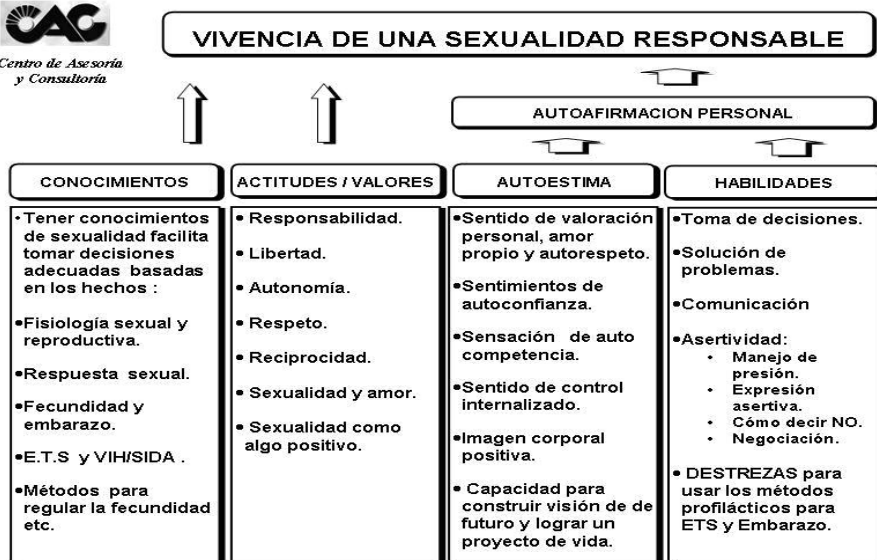 CAC
Centro de Asesoría
y Consultoría
VIVENCIA DE UNA SEXUALIDAD RESPONSABLE
AUTOAFIRMACION PERSONAL
CONOCIMIENTOS
• Tener conocimientos
de sexualidad facilita
tomar decisiones
adecuadas basadas
en los hechos :
•Fisiología sexual y
reproductiva.
•Respuesta sexual.
•Fecundidad y
embarazo.
•E.T.S y VIH/SIDA .
•Métodos para
regular la fecundidad
etc.
ACTITUDES / VALORES
• Responsabilidad.
• Libertad.
• Autonomía.
• Respeto.
• Reciprocidad.
• Sexualidad y amor.
• Sexualidad como
algo positivo.
AUTOESTIMA
•Sentido de valoración
personal, amor
propio y autorespeto.
•Sentimientos de
autoconfianza.
•Sensación de auto
competencia.
•Sentido de control
internalizado.
•Imagen corporal
positiva.
• Capacidad para
construir visión de de
futuro y lograr un
proyecto de vida.
HABILIDADES
•Toma de decisiones.
•Solución de
problemas.
•Comunicación
•Asertividad:
• Manejo de
presión.
• Expresión
asertiva.
• Cómo decir NO.
• Negociación.
• DESTREZAS para
usar los métodos
profilácticos para
ETS y Embarazo.